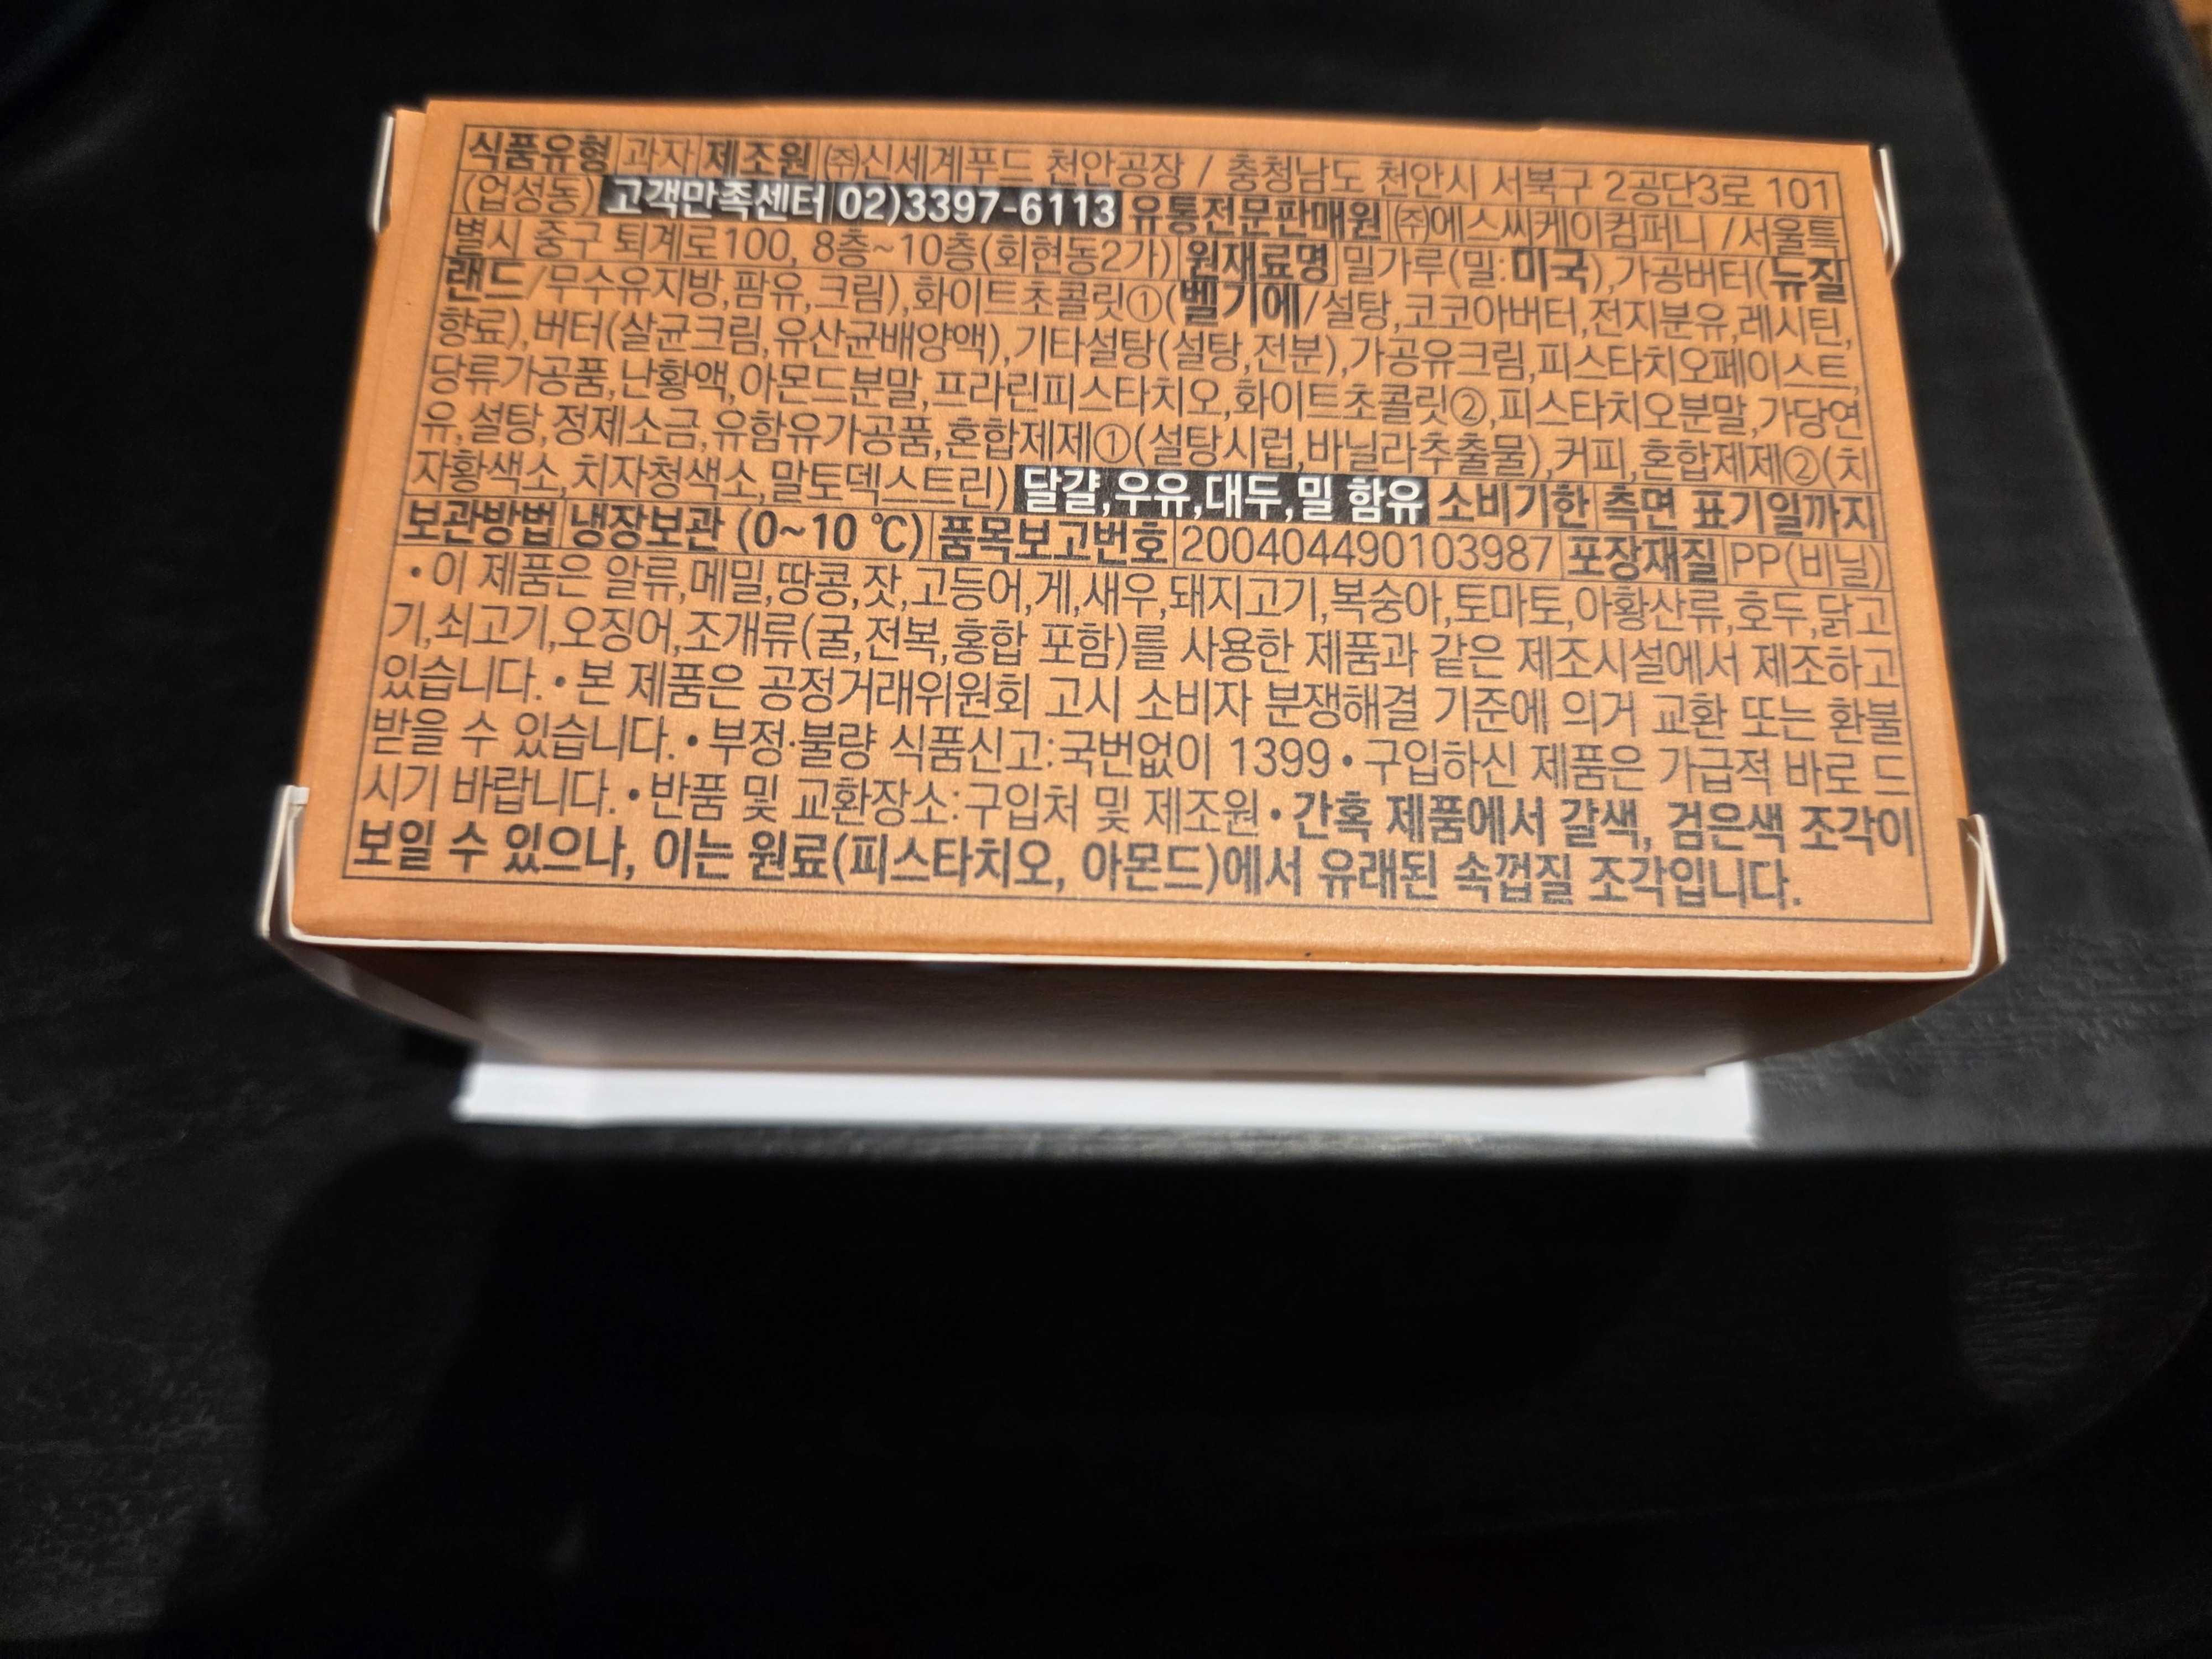 식품유형 과자 제조원 ㈜신세계푸드 천안공장 / 충청남도 천안시 서북구 2공단3로 101
(업성동) 고객만족센터 02)3397-6113 유통전문판매원 ㈜에스씨케이컴퍼니 /서울특
별시 중구 퇴계로100, 8층~10층(회현동2가) 원재료명 밀가루(밀:미국),가공버터(뉴질
랜드/무수유지방,팜유,크림),화이트초콜릿①(벨기에/설탕,코코아버터,전지분유,레시틴,
향료),버터(살균크림,유산균배양액),기타설탕(설탕,전분),가공유크림,피스타치오페이스트,
당류가공품,난황액,아몬드분말,프라린피스타치오,화이트초콜릿②,피스타치오분말,가당연
유,설탕,정제소금,유함유가공품,혼합제제①(설탕시럽,바닐라추출물),커피,혼합제제②(치
자황색소,치자청색소,말토덱스트린) 달걀,우유,대두,밀 함유 소비기한 측면 표기일까지
보관방법 냉장보관 (0~10 ℃) 품목보고번호 200404490103987 포장재질 PP(비닐)
•이 제품은 알류,메밀,땅콩,잣,고등어,게,새우,돼지고기,복숭아,토마토,아황산류,호두,닭고
기,쇠고기,오징어,조개류(굴,전복,홍합 포함)를 사용한 제품과 같은 제조시설에서 제조하고
있습니다.•본 제품은 공정거래위원회 고시 소비자 분쟁해결 기준에 의거 교환 또는 환불
받을 수 있습니다.•부정·불량 식품신고:국번없이 1399•구입하신 제품은 가급적 바로 드
시기 바랍니다.•반품 및 교환장소:구입처 및 제조원•간혹 제품에서 갈색, 검은색 조각이
보일 수 있으나, 이는 원료(피스타치오, 아몬드)에서 유래된 속껍질 조각입니다.